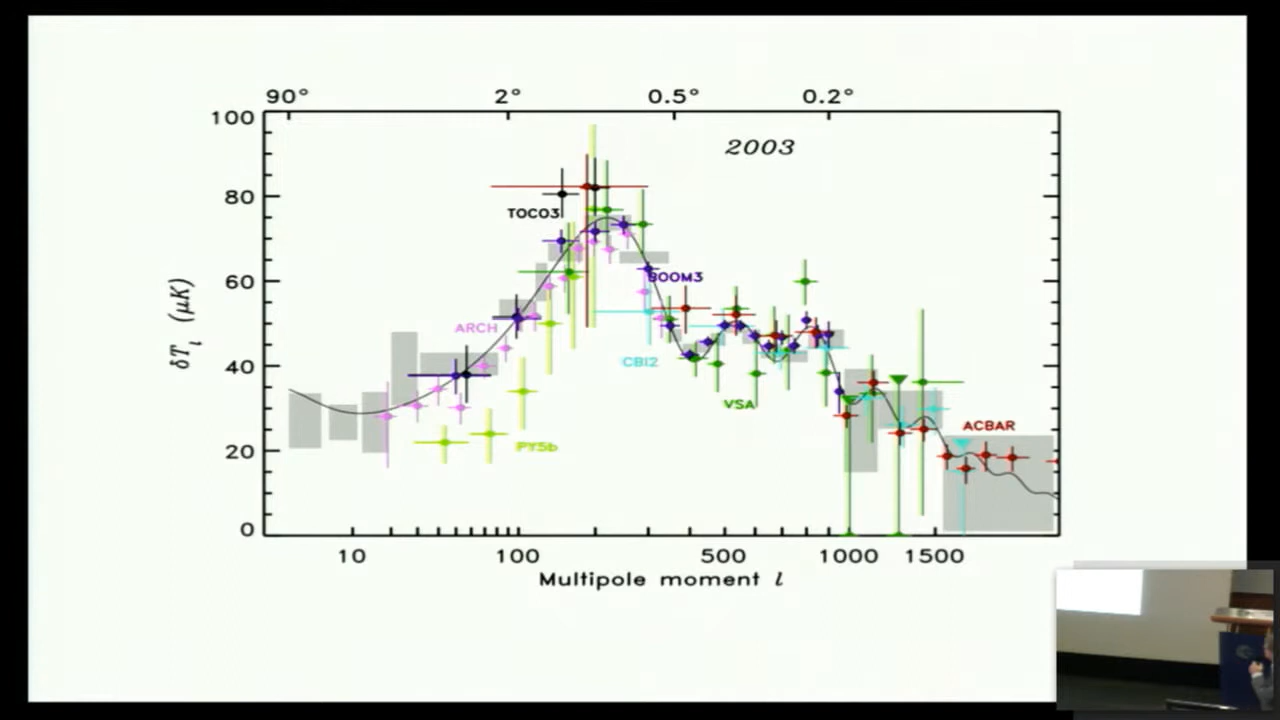 90° 2° 0.5° 0.2°
100
2003
80
TOCO3
60
BOOM3
δT_l (μK)
ARCH
CBI2
40
VSA
ACBAR
PY5b
20
0
10 100 500 1000 1500
Multipole moment l